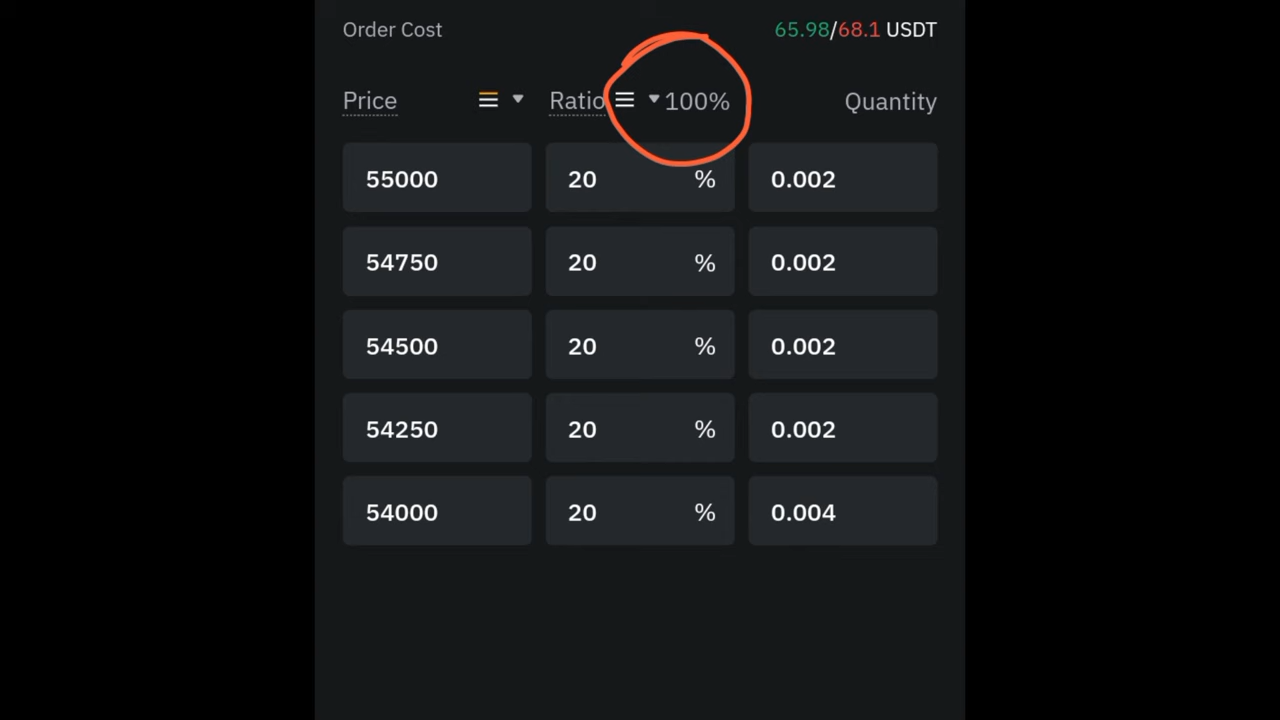 Order Cost 65.98/68.1 USDT
Price Ratio 100% Quantity
55000 20 % 0.002
54750 20 % 0.002
54500 20 % 0.002
54250 20 % 0.002
54000 20 % 0.004